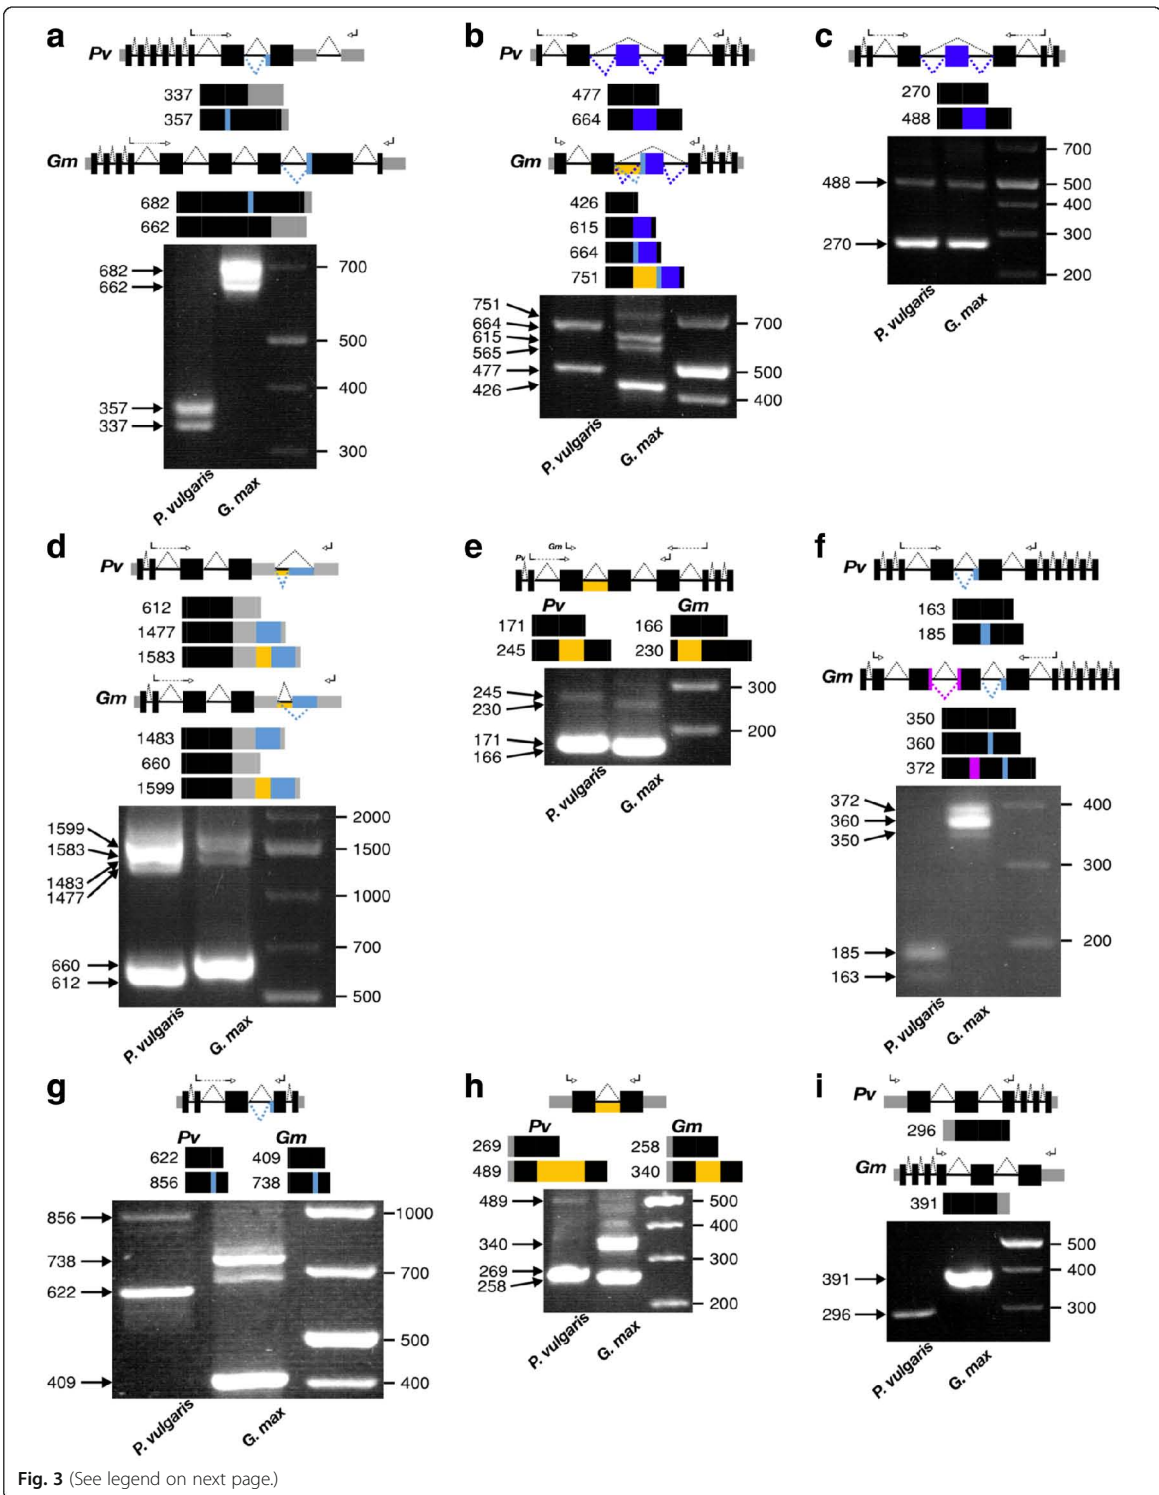 a
Pv
337
357
Gm
682
662
682
662
357
337
700
500
400
300
P. vulgaris
G. max
b
Pv
477
664
Gm
426
615
664
751
751
664
615
565
477
426
700
500
400
P. vulgaris
G. max
c
270
488
488
270
700
500
400
300
200
P. vulgaris
G. max
d
Pv
612
1477
1583
Gm
1483
660
1599
1599
1583
1483
1477
660
612
2000
1500
1000
700
500
P. vulgaris
G. max
e
Gm
Pv
Pv
Gm
171
166
245
230
245
230
171
166
300
200
P. vulgaris
G. max
f
Pv
163
185
Gm
350
360
372
372
360
350
185
163
400
300
200
P. vulgaris
G. max
g
Pv
Gm
622
409
856
738
856
738
622
409
1000
700
500
400
P. vulgaris
G. max
h
Pv
Gm
269
258
489
340
489
340
269
258
500
400
300
200
P. vulgaris
G. max
i
Pv
296
Gm
391
391
296
500
400
300
P. vulgaris
G. max
Fig. 3 (See legend on next page.)